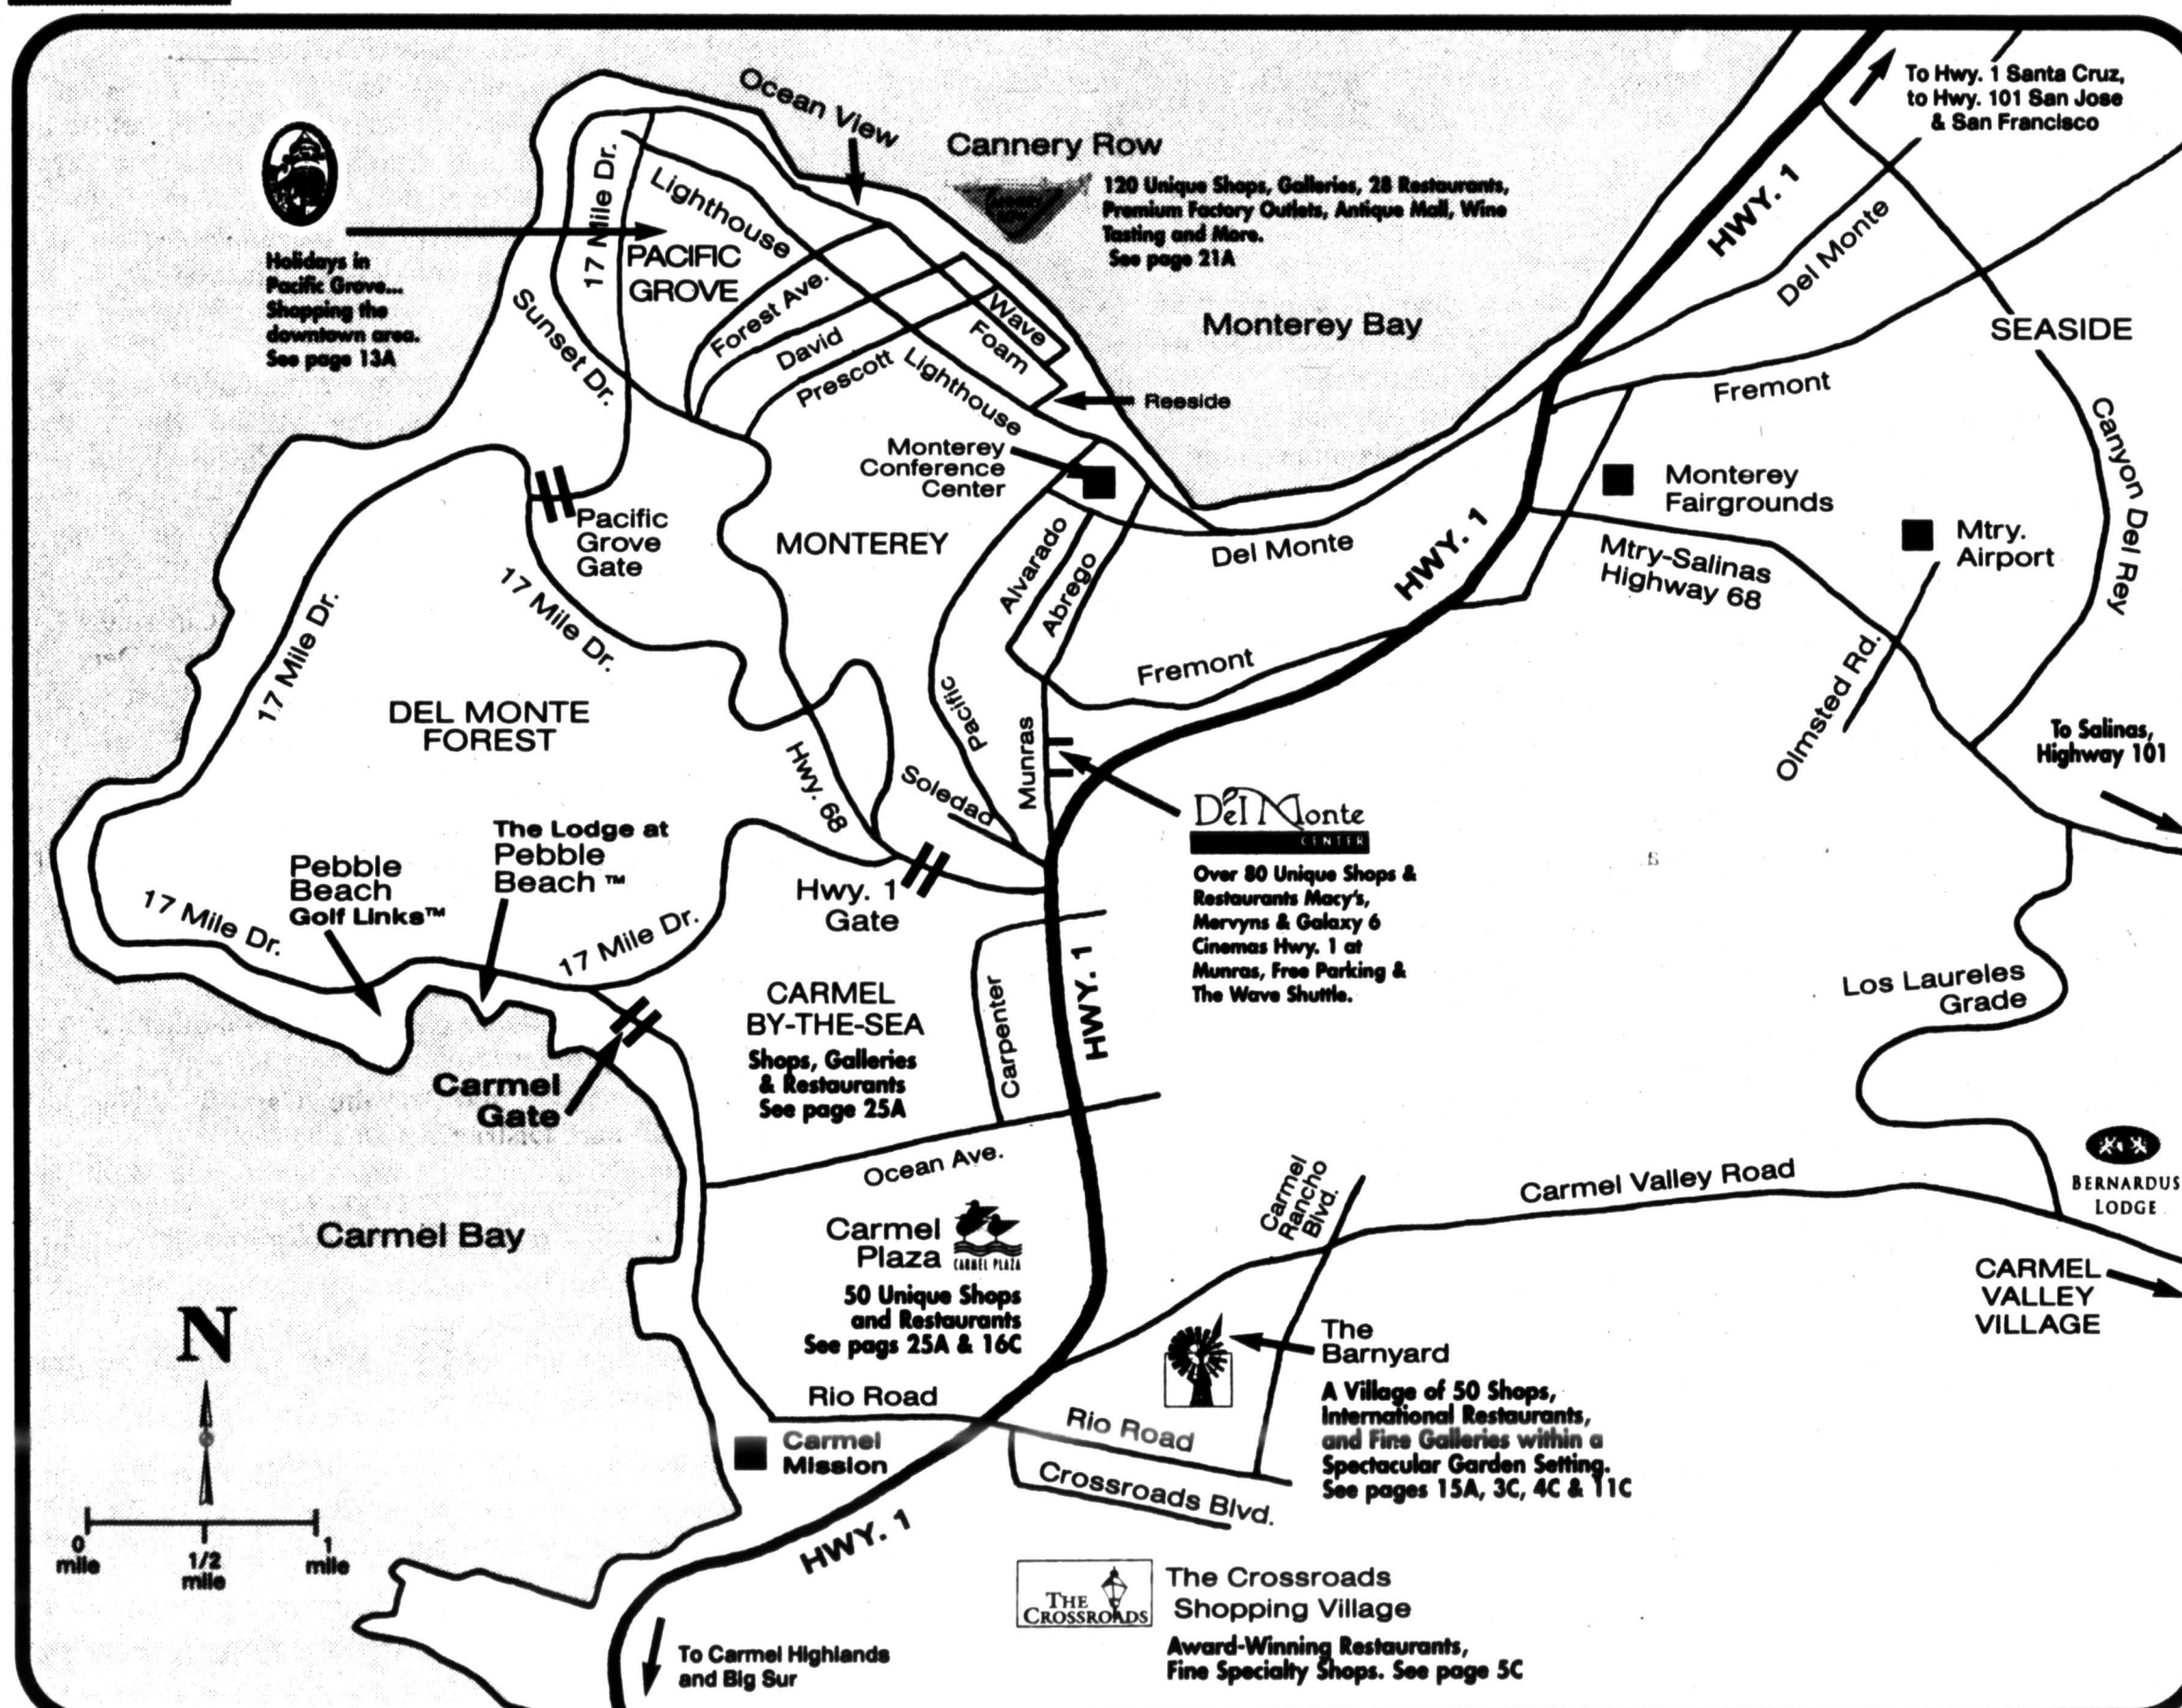 To Hwy. 1 Santa Cruz,
to Hwy. 101 San Jose
& San Francisco
Ocean View
Cannery Row
120 Unique Shops, Galleries, 28 Restaurants,
Premium Factory Outlets, Antique Mall, Wine
Tasting and More.
See page 21A
Holidays in
Pacific Grove...
Shopping the
downtown area.
See page 13A
17 Mile Dr.
Lighthouse
PACIFIC
GROVE
Sunset Dr.
Forest Ave.
David
Prescott
Lighthouse
Wave
Foam
Reeside
Monterey Bay
HWY. 1
Del Monte
SEASIDE
Fremont
Canyon Del Rey
Monterey
Conference
Center
Monterey
Fairgrounds
Mtry.
Airport
Pacific
Grove
Gate
MONTEREY
Alvarado
Abrego
Del Monte
HWY. 1
Mtry-Salinas
Highway 68
17 Mile Dr.
17 Mile Dr.
Fremont
Olmsted Rd.
DEL MONTE
FOREST
Pacific
Munras
Hwy. 68
Soledad
To Salinas,
Highway 101
Del Monte
CENTER
Over 80 Unique Shops &
Restaurants Macy's,
Mervyns & Galaxy 6
Cinemas Hwy. 1 at
Munras, Free Parking &
The Wave Shuttle.
The Lodge at
Pebble
Beach ™
Pebble
Beach
Golf Links™
Hwy. 1
Gate
17 Mile Dr.
17 Mile Dr.
CARMEL
BY-THE-SEA
Shops, Galleries
& Restaurants
See page 25A
Carpenter
HWY. 1
Los Laureles
Grade
Carmel
Gate
Ocean Ave.
Carmel
Rancho
Blvd.
Carmel Valley Road
BERNARDUS
LODGE
Carmel Bay
Carmel
Plaza
CARMEL PLAZA
50 Unique Shops
and Restaurants
See pags 25A & 16C
CARMEL
VALLEY
VILLAGE
N
The
Barnyard
A Village of 50 Shops,
International Restaurants,
and Fine Galleries within a
Spectacular Garden Setting.
See pages 15A, 3C, 4C & 11C
Rio Road
Rio Road
Carmel
Mission
Crossroads Blvd.
0
mile
1/2
mile
1
mile
HWY. 1
THE
CROSSROADS
The Crossroads
Shopping Village
Award-Winning Restaurants,
Fine Specialty Shops. See page 5C
To Carmel Highlands
and Big Sur